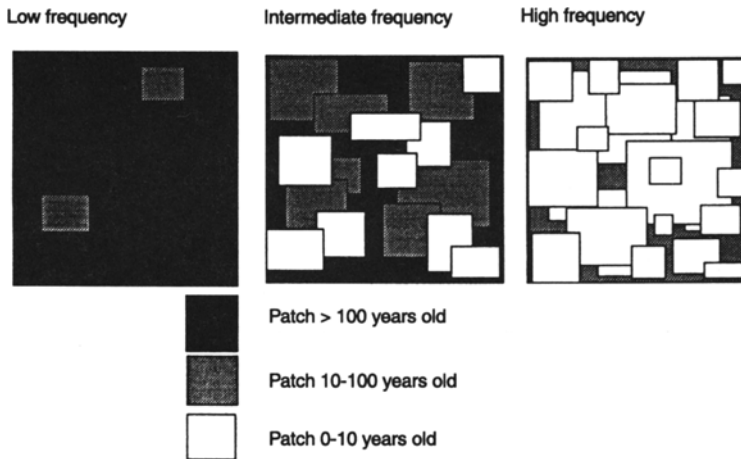 Low frequency
Intermediate frequency
High frequency
Patch > 100 years old
Patch 10-100 years old
Patch 0-10 years old